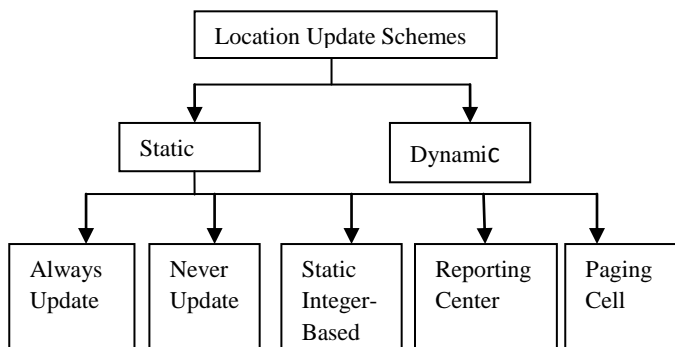 Location Update Schemes
Static
Dynamic
Always
Update
Never
Update
Static
Integer-
Based
Reporting
Center
Paging
Cell